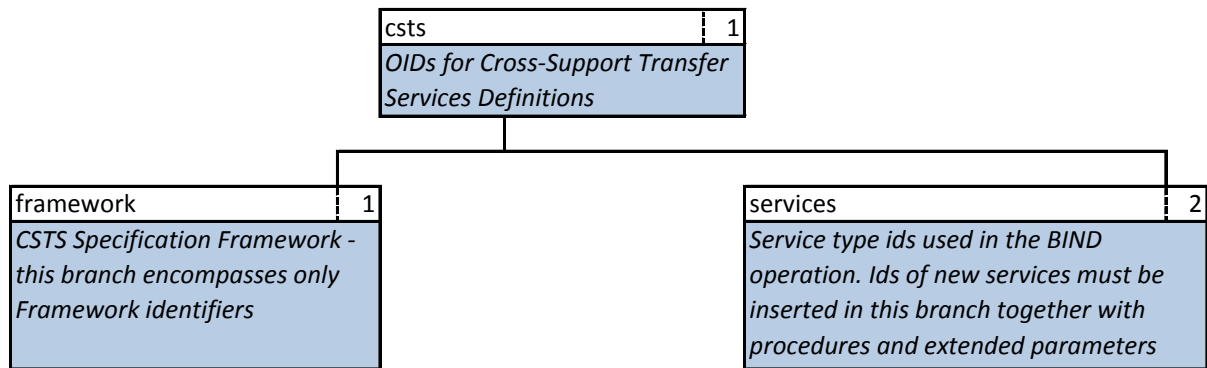 csts 1
OIDs for Cross-Support Transfer
Services Definitions
framework 1
CSTS Specification Framework -
this branch encompasses only
Framework identifiers
services 2
Service type ids used in the BIND
operation. Ids of new services must be
inserted in this branch together with
procedures and extended parameters